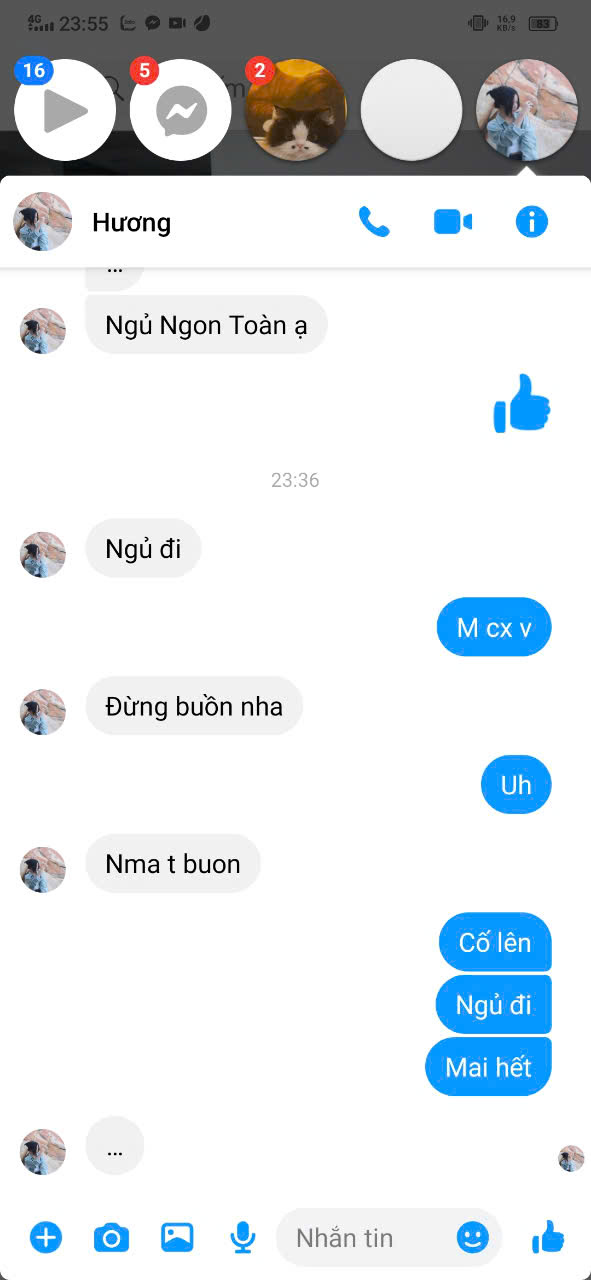 4G 23:55 16,9 KB/s 83
16 5 2
m
Hương
...
Ngủ Ngon Toàn ạ
23:36
Ngủ đi
M cx v
Đừng buồn nha
Uh
Nma t buon
Cố lên
Ngủ đi
Mai hết
...
Nhắn tin